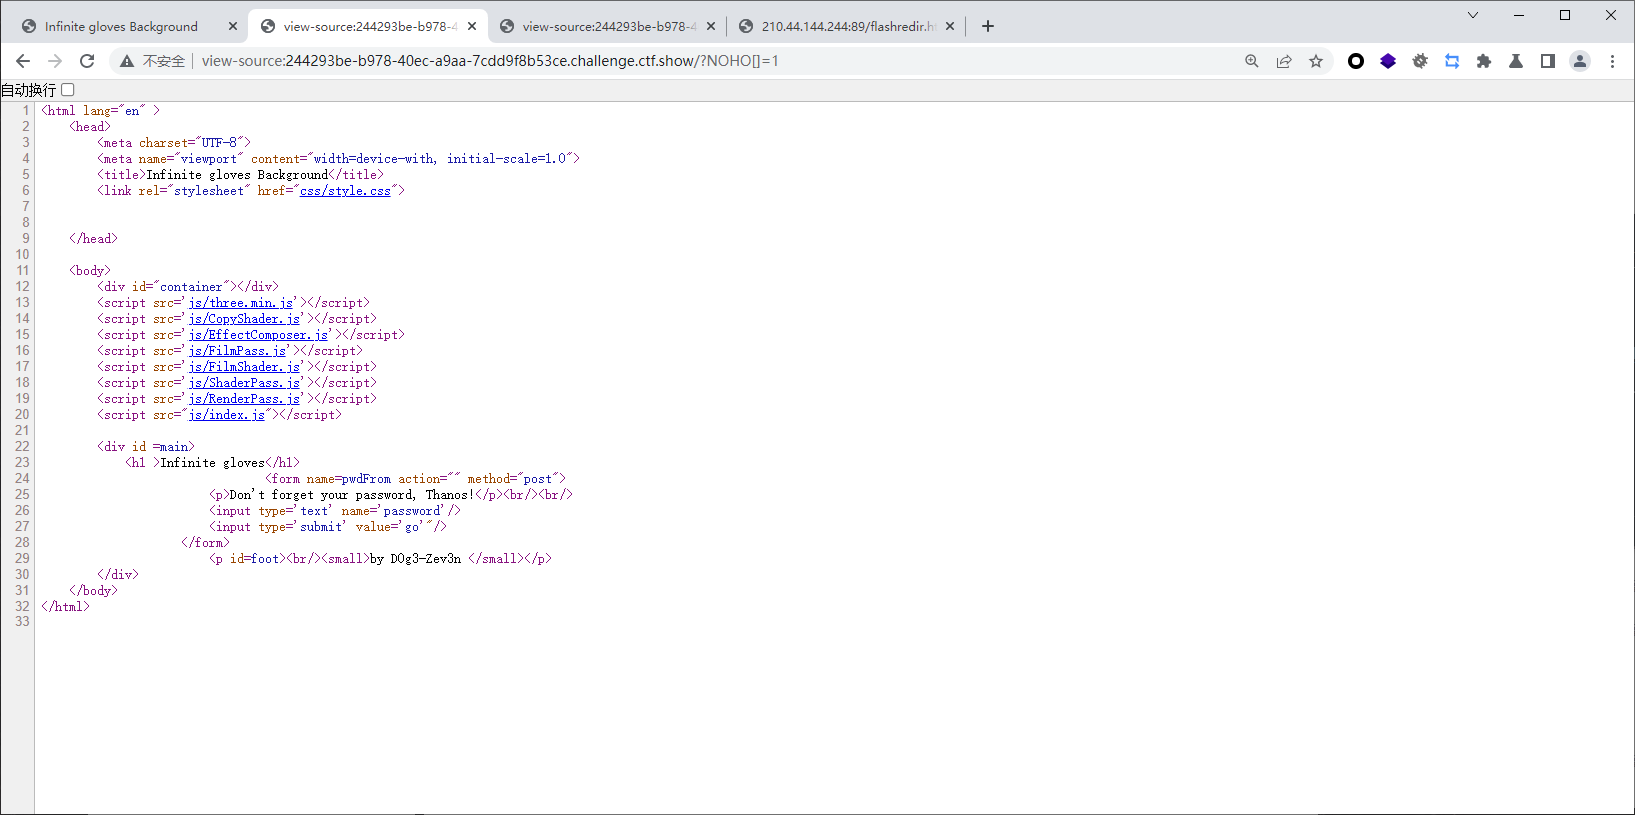 Infinite gloves Background
view-source:244293be-b978-4
view-source:244293be-b978-4
210.44.144.244:89/flashredir.h
不安全 view-source:244293be-b978-40ec-a9aa-7cdd9f8b53ce.challenge.ctf.show/?NOHO[]=1
自动换行
1 <html lang="en" >
2 <head>
3 <meta charset="UTF-8">
4 <meta name="viewport" content="width=device-with, initial-scale=1.0">
5 <title>Infinite gloves Background</title>
6 <link rel="stylesheet" href="css/style.css">
7
8
9 </head>
10
11 <body>
12 <div id="container"></div>
13 <script src='js/three.min.js'></script>
14 <script src='js/CopyShader.js'></script>
15 <script src='js/EffectComposer.js'></script>
16 <script src='js/FilmPass.js'></script>
17 <script src='js/FilmShader.js'></script>
18 <script src='js/ShaderPass.js'></script>
19 <script src='js/RenderPass.js'></script>
20 <script src="js/index.js"></script>
21
22 <div id =main>
23 <h1 >Infinite gloves</h1>
24 <form name=pwdFrom action="" method="post">
25 <p>Don't forget your password, Thanos!</p><br/><br/>
26 <input type='text' name='password'/>
27 <input type='submit' value='go'"/>
28 </form>
29 <p id=foot><br/><small>by D0g3-Zev3n </small></p>
30 </div>
31 </body>
32 </html>
33